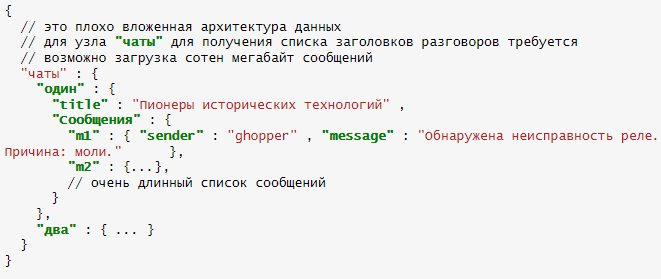 {
  // это плохо вложенная архитектура данных
  // для узла "чаты" для получения списка заголовков разговоров требуется
  // возможно загрузка сотен мегабайт сообщений
  "чаты" : {
    "один" : {
      "title" : "Пионеры исторических технологий" ,
      "Сообщения" : {
        "m1" : { "sender" : "ghopper" , "message" : "Обнаружена неисправность реле.
Причина: моли."      },
        "m2" : {...},
        // очень длинный список сообщений
      }
    },
    "два" : { ... }
  }
}